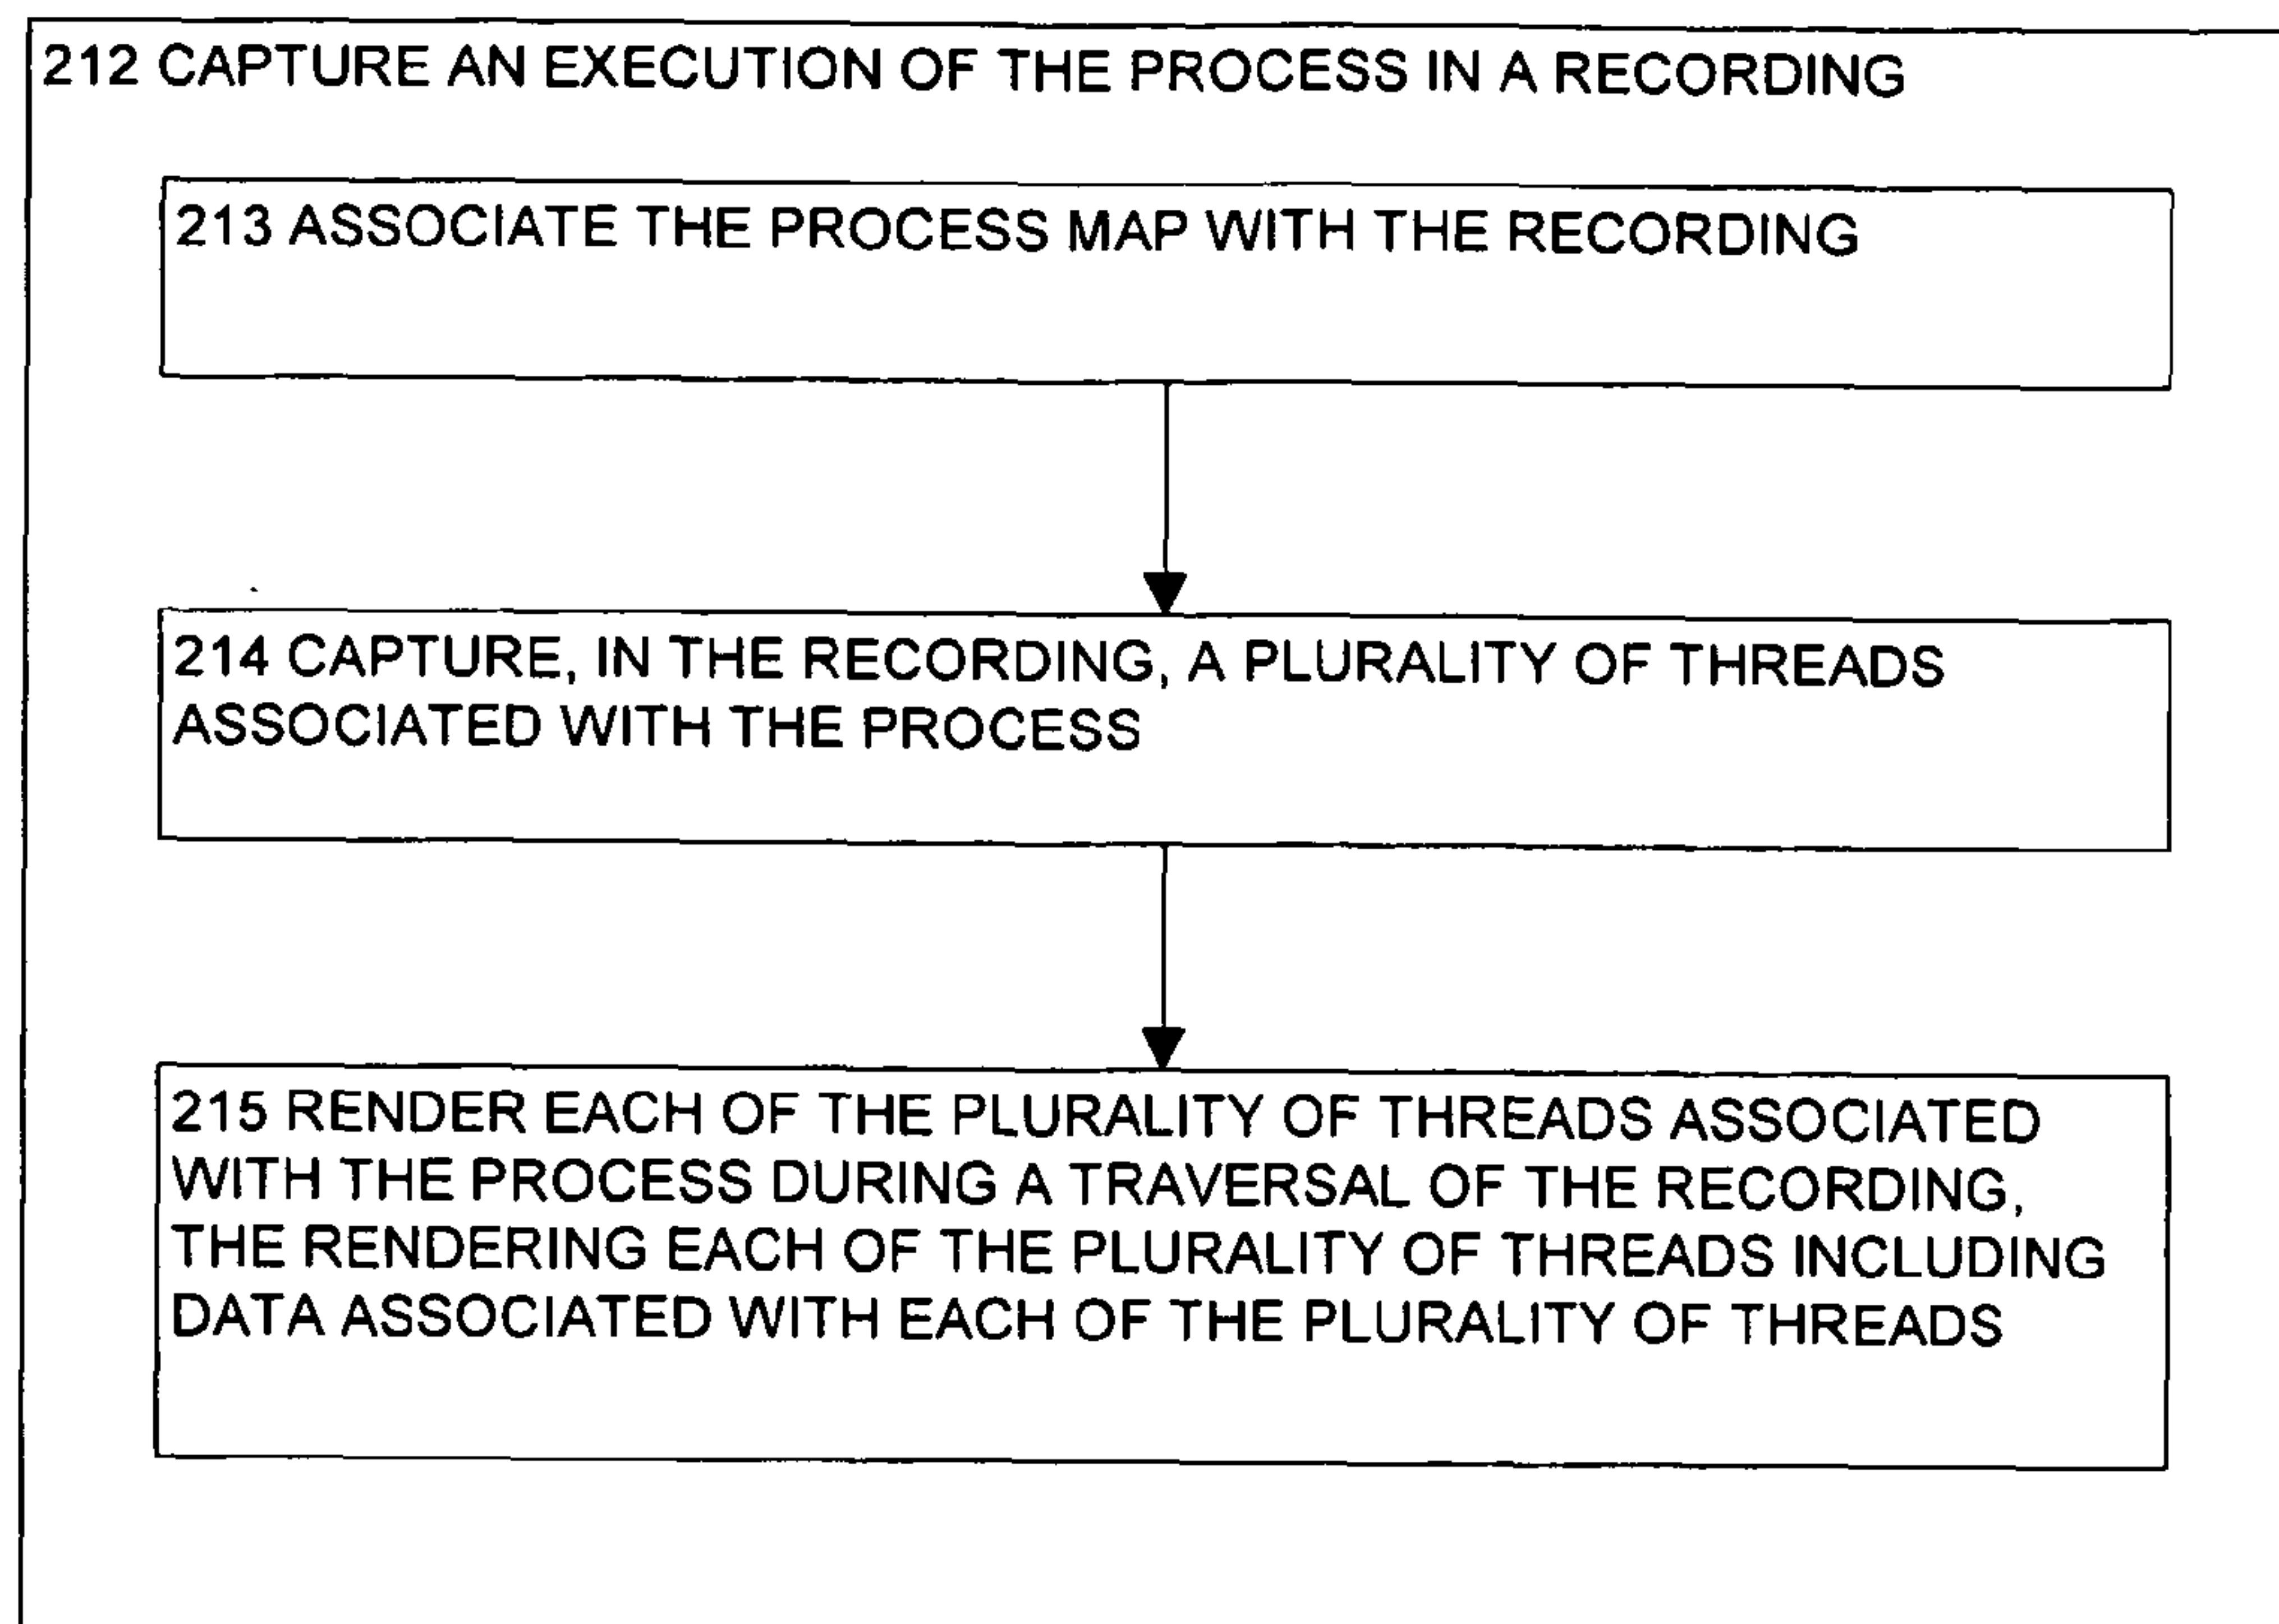 212 CAPTURE AN EXECUTION OF THE PROCESS IN A RECORDING
213 ASSOCIATE THE PROCESS MAP WITH THE RECORDING
214 CAPTURE, IN THE RECORDING, A PLURALITY OF THREADS
ASSOCIATED WITH THE PROCESS
215 RENDER EACH OF THE PLURALITY OF THREADS ASSOCIATED
WITH THE PROCESS DURING A TRAVERSAL OF THE RECORDING,
THE RENDERING EACH OF THE PLURALITY OF THREADS INCLUDING
DATA ASSOCIATED WITH EACH OF THE PLURALITY OF THREADS